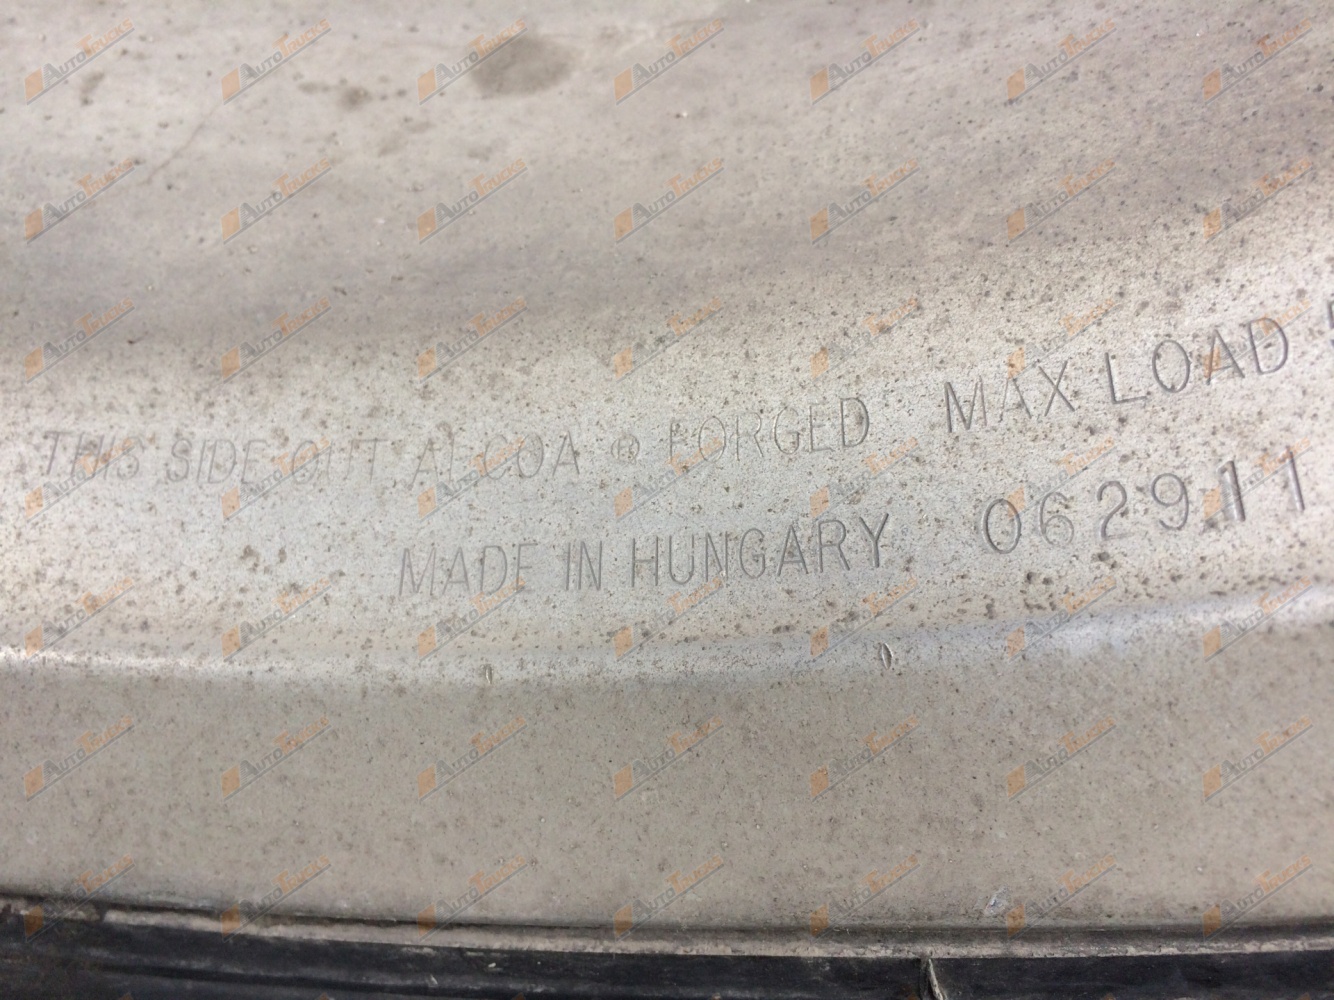 THIS SIDE OUT ALCOA ® FORGED MAX LOAD
MADE IN HUNGARY 062911